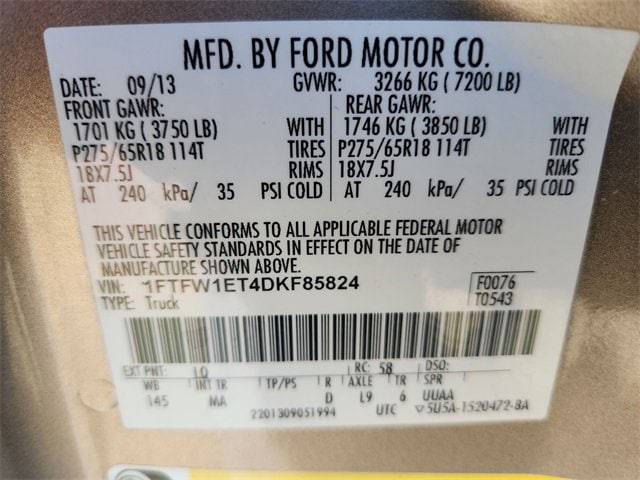 MFD. BY FORD MOTOR CO.
DATE: 09/13 GVWR: 3266 KG ( 7200 LB)
FRONT GAWR: REAR GAWR:
1701 KG ( 3750 LB) WITH 1746 KG ( 3850 LB) WITH
P275/65R18 114T TIRES P275/65R18 114T TIRES
18X7.5J RIMS 18X7.5J RIMS
AT 240 kPa/ 35 PSI COLD AT 240 kPa/ 35 PSI COLD
THIS VEHICLE CONFORMS TO ALL APPLICABLE FEDERAL MOTOR
VEHICLE SAFETY STANDARDS IN EFFECT ON THE DATE OF
MANUFACTURE SHOWN ABOVE.
VIN: 1FTFW1ET4DKF85824 F0076
TYPE: Truck T0543
EXT PNT: LQ RC: 58 DSO:
WB INT TR TP/PS R AXLE TR SPR
145 MA D L9 6 UUAA
2201309051994 UTC ▽5U5A-1520472-BA